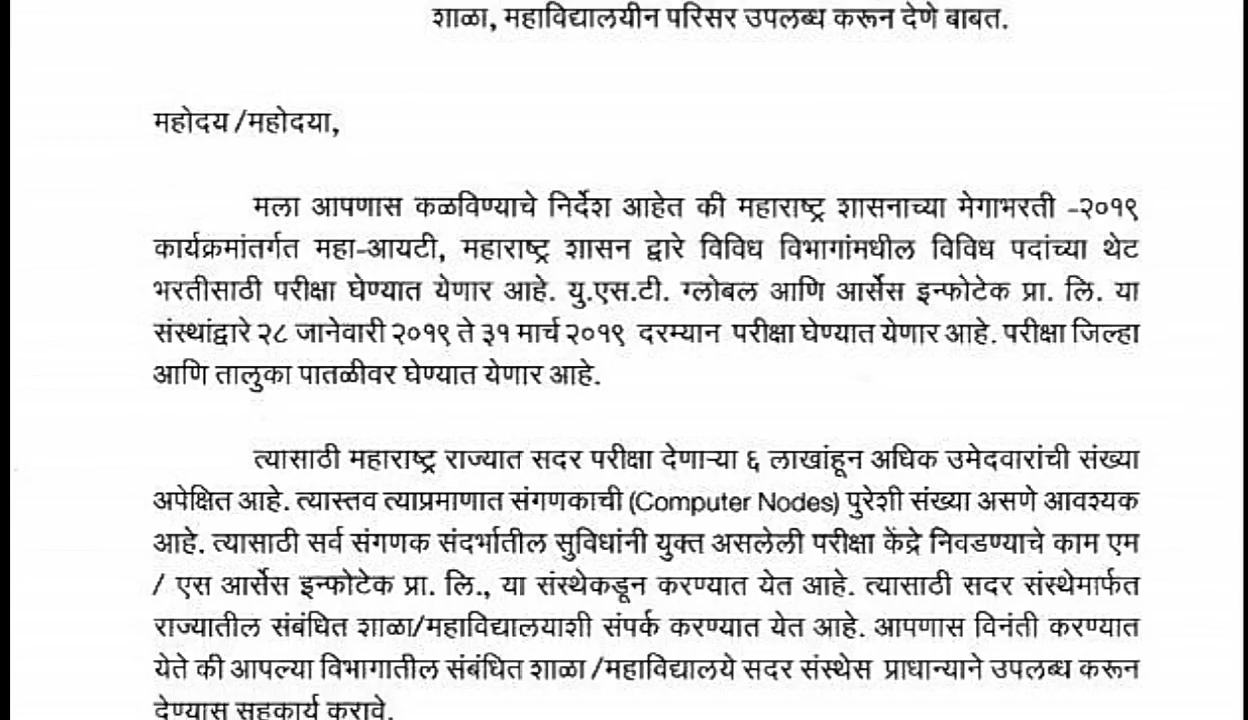 शाळा, महाविद्यालयीन परिसर उपलब्ध करून देणे बाबत.
महोदय /महोदया,
मला आपणास कळविण्याचे निर्देश आहेत की महाराष्ट्र शासनाच्या मेगाभरती -२०१९
कार्यक्रमांतर्गत महा-आयटी, महाराष्ट्र शासन द्वारे विविध विभागांमधील विविध पदांच्या थेट
भरतीसाठी परीक्षा घेण्यात येणार आहे. यु.एस.टी. ग्लोबल आणि आर्सेस इन्फोटेक प्रा. लि. या
संस्थांद्वारे २८ जानेवारी २०१९ ते ३१ मार्च २०१९ दरम्यान परीक्षा घेण्यात येणार आहे. परीक्षा जिल्हा
आणि तालुका पातळीवर घेण्यात येणार आहे.
त्यासाठी महाराष्ट्र राज्यात सदर परीक्षा देणाऱ्या ६ लाखांहून अधिक उमेदवारांची संख्या
अपेक्षित आहे. त्यास्तव त्याप्रमाणात संगणकाची (Computer Nodes) पुरेशी संख्या असणे आवश्यक
आहे. त्यासाठी सर्व संगणक संदर्भातील सुविधांनी युक्त असलेली परीक्षा केंद्रे निवडण्याचे काम एम
/ एस आर्सेस इन्फोटेक प्रा. लि., या संस्थेकडून करण्यात येत आहे. त्यासाठी सदर संस्थेमार्फत
राज्यातील संबंधित शाळा/महाविद्यालयाशी संपर्क करण्यात येत आहे. आपणास विनंती करण्यात
येते की आपल्या विभागातील संबंधित शाळा /महाविद्यालये सदर संस्थेस प्राधान्याने उपलब्ध करून
देण्यास सहकार्य करावे.